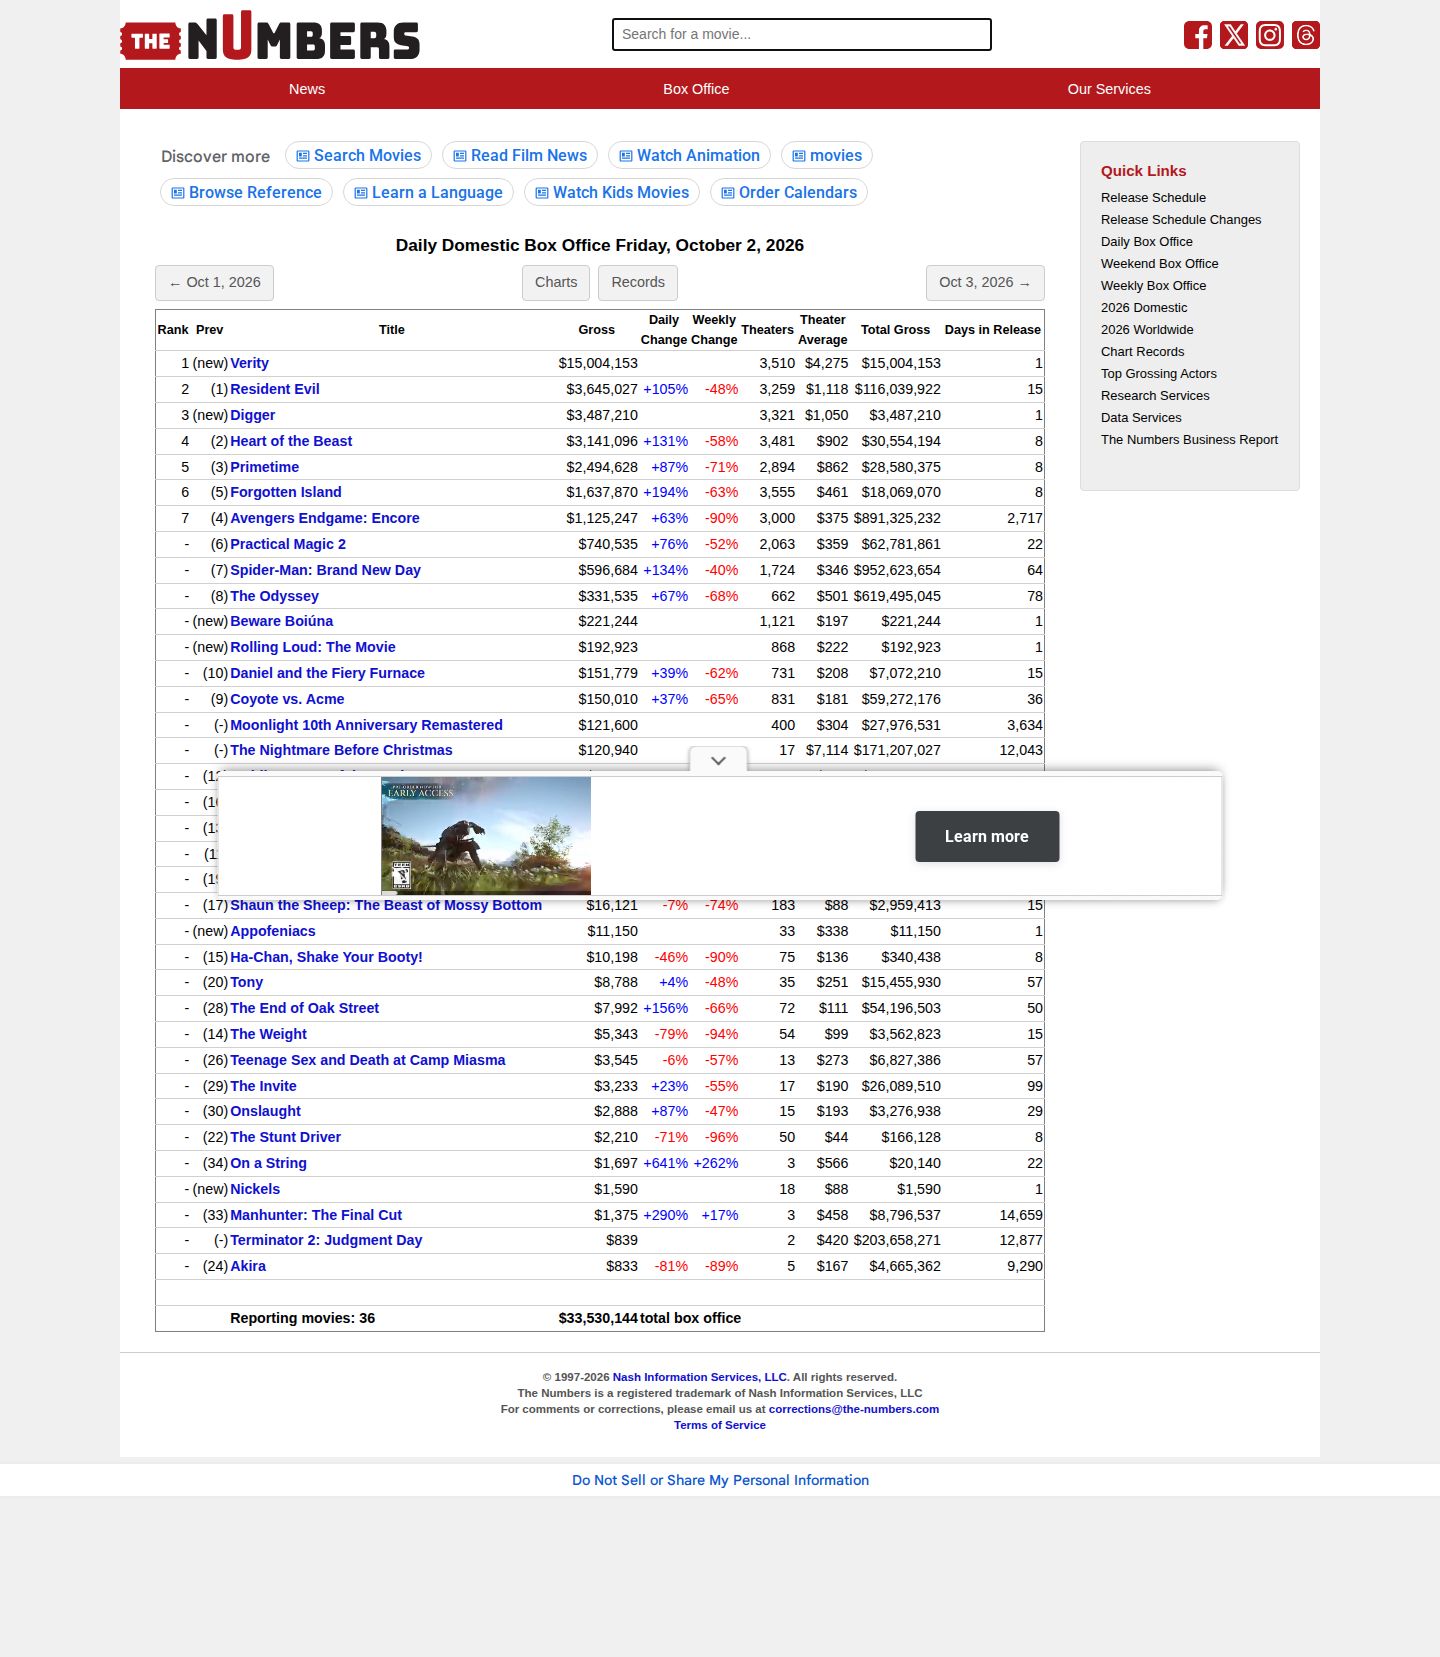 THE NUMBERS
Search for a movie...
News Box Office Our Services
Discover more Search Movies Read Film News Watch Animation movies
Browse Reference Learn a Language Watch Kids Movies Order Calendars
Quick Links
Release Schedule
Release Schedule Changes
Daily Box Office
Weekend Box Office
Weekly Box Office
2026 Domestic
2026 Worldwide
Chart Records
Top Grossing Actors
Research Services
Data Services
The Numbers Business Report
Daily Domestic Box Office Friday, October 2, 2026
← Oct 1, 2026 Charts Records Oct 3, 2026 →
Rank Prev Title Gross Daily Change Weekly Change Theaters Theater Average Total Gross Days in Release
1 (new) Verity $15,004,153 3,510 $4,275 $15,004,153 1
2 (1) Resident Evil $3,645,027 +105% -48% 3,259 $1,118 $116,039,922 15
3 (new) Digger $3,487,210 3,321 $1,050 $3,487,210 1
4 (2) Heart of the Beast $3,141,096 +131% -58% 3,481 $902 $30,554,194 8
5 (3) Primetime $2,494,628 +87% -71% 2,894 $862 $28,580,375 8
6 (5) Forgotten Island $1,637,870 +194% -63% 3,555 $461 $18,069,070 8
7 (4) Avengers Endgame: Encore $1,125,247 +63% -90% 3,000 $375 $891,325,232 2,717
- (6) Practical Magic 2 $740,535 +76% -52% 2,063 $359 $62,781,861 22
- (7) Spider-Man: Brand New Day $596,684 +134% -40% 1,724 $346 $952,623,654 64
- (8) The Odyssey $331,535 +67% -68% 662 $501 $619,495,045 78
- (new) Beware Boiúna $221,244 1,121 $197 $221,244 1
- (new) Rolling Loud: The Movie $192,923 868 $222 $192,923 1
- (10) Daniel and the Fiery Furnace $151,779 +39% -62% 731 $208 $7,072,210 15
- (9) Coyote vs. Acme $150,010 +37% -65% 831 $181 $59,272,176 36
- (-) Moonlight 10th Anniversary Remastered $121,600 400 $304 $27,976,531 3,634
- (-) The Nightmare Before Christmas $120,940 17 $7,114 $171,207,027 12,043
-
-
-
-
-
EARLY ACCESS
Learn more
- (17) Shaun the Sheep: The Beast of Mossy Bottom $16,121 -7% -74% 183 $88 $2,959,413 15
- (new) Appofeniacs $11,150 33 $338 $11,150 1
- (15) Ha-Chan, Shake Your Booty! $10,198 -46% -90% 75 $136 $340,438 8
- (20) Tony $8,788 +4% -48% 35 $251 $15,455,930 57
- (28) The End of Oak Street $7,992 +156% -66% 72 $111 $54,196,503 50
- (14) The Weight $5,343 -79% -94% 54 $99 $3,562,823 15
- (26) Teenage Sex and Death at Camp Miasma $3,545 -6% -57% 13 $273 $6,827,386 57
- (29) The Invite $3,233 +23% -55% 17 $190 $26,089,510 99
- (30) Onslaught $2,888 +87% -47% 15 $193 $3,276,938 29
- (22) The Stunt Driver $2,210 -71% -96% 50 $44 $166,128 8
- (34) On a String $1,697 +641% +262% 3 $566 $20,140 22
- (new) Nickels $1,590 18 $88 $1,590 1
- (33) Manhunter: The Final Cut $1,375 +290% +17% 3 $458 $8,796,537 14,659
- (-) Terminator 2: Judgment Day $839 2 $420 $203,658,271 12,877
- (24) Akira $833 -81% -89% 5 $167 $4,665,362 9,290
Reporting movies: 36 $33,530,144 total box office
© 1997-2026 Nash Information Services, LLC. All rights reserved.
The Numbers is a registered trademark of Nash Information Services, LLC
For comments or corrections, please email us at corrections@the-numbers.com
Terms of Service
Do Not Sell or Share My Personal Information